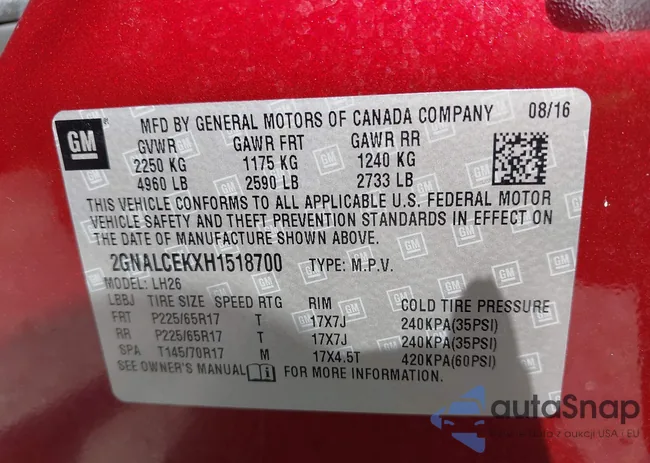 GM
MFD BY GENERAL MOTORS OF CANADA COMPANY 08/16
GVWR GAWR FRT GAWR RR
2250 KG 1175 KG 1240 KG
4960 LB 2590 LB 2733 LB
THIS VEHICLE CONFORMS TO ALL APPLICABLE U.S. FEDERAL MOTOR
VEHICLE SAFETY AND THEFT PREVENTION STANDARDS IN EFFECT ON
THE DATE OF MANUFACTURE SHOWN ABOVE.
2GNALCEKXH1518700 TYPE: M.P.V.
MODEL: LH26
LBBJ TIRE SIZE SPEED RTG RIM COLD TIRE PRESSURE
FRT P225/65R17 T 17X7J 240KPA(35PSI)
RR P225/65R17 T 17X7J 240KPA(35PSI)
SPA T145/70R17 M 17X4.5T 420KPA(60PSI)
SEE OWNER'S MANUAL FOR MORE INFORMATION.
autoSnap
auta z aukcji USA i EU